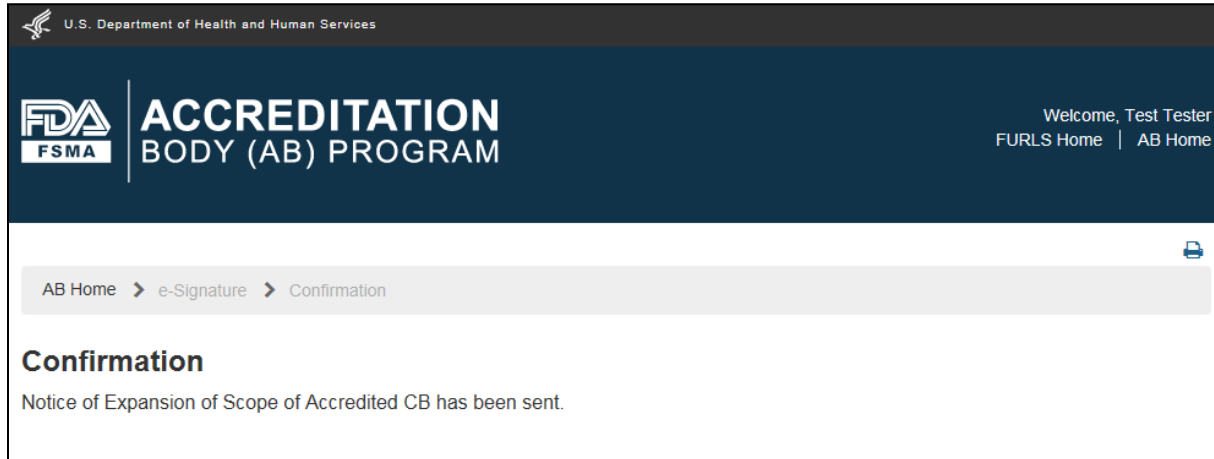 U.S. Department of Health and Human Services
FDA
FSMA
ACCREDITATION
BODY (AB) PROGRAM
Welcome, Test Tester
FURLS Home | AB Home
AB Home > e-Signature > Confirmation
Confirmation
Notice of Expansion of Scope of Accredited CB has been sent.